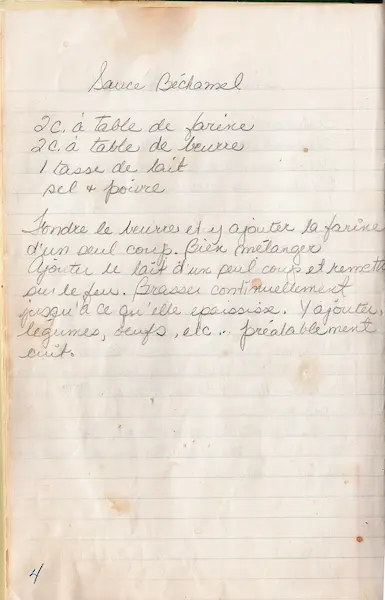 Sauce Béchamel
2 c. à table de farine
2 c. à table de beurre
1 tasse de lait
sel & poivre
Fondre le beurre et y ajouter la farine
d'un seul coup. Bien mélanger
Ajouter le lait d'un seul coup et remettre
sur le feu. Brasser continuellement
jusqu'à ce qu'elle épaississe. Y ajouter,
légumes, oeufs, etc... préalablement
cuit.
4